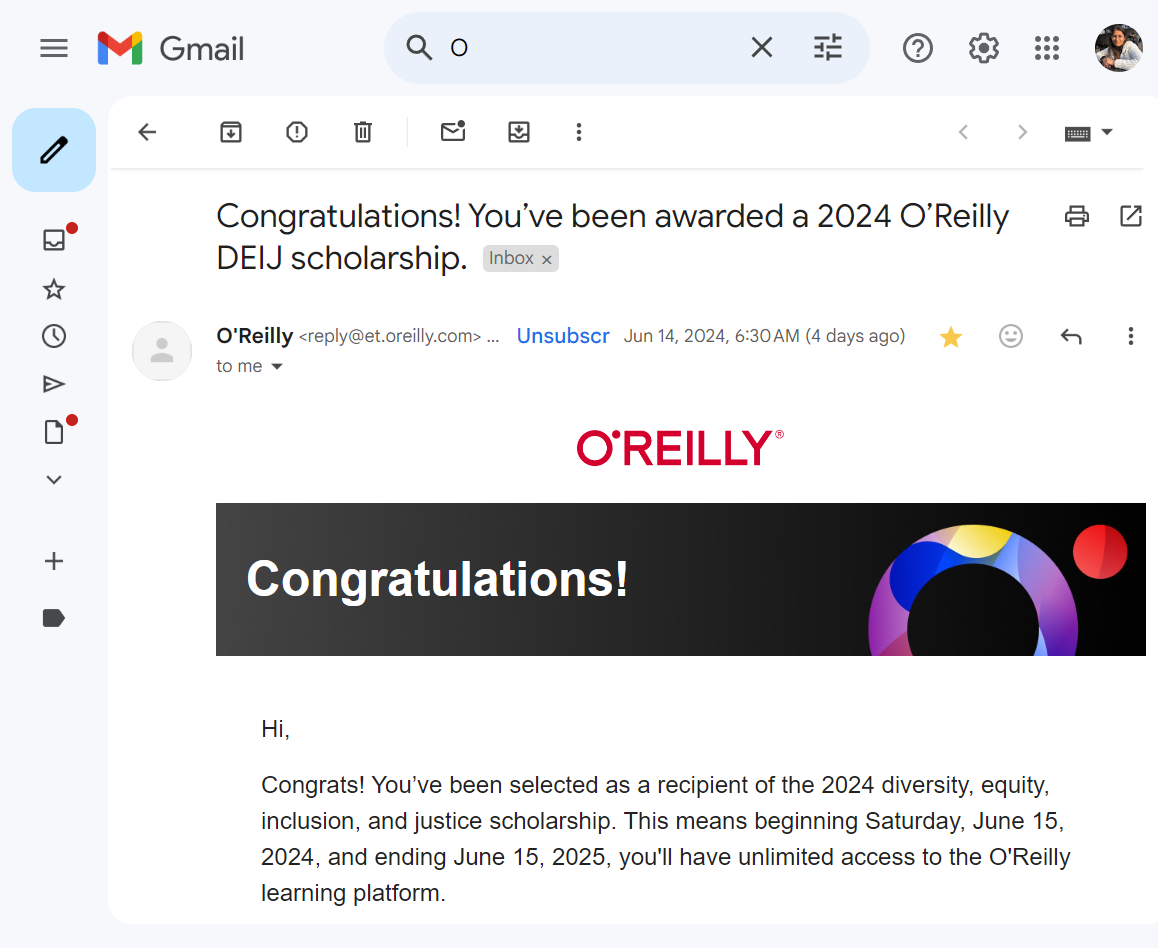 Gmail
O
Congratulations! You’ve been awarded a 2024 O’Reilly
DEIJ scholarship. Inbox ×
O'Reilly <reply@et.oreilly.com> ... Unsubscr Jun 14, 2024, 6:30 AM (4 days ago)
to me
O'REILLY®
Congratulations!
Hi,
Congrats! You’ve been selected as a recipient of the 2024 diversity, equity,
inclusion, and justice scholarship. This means beginning Saturday, June 15,
2024, and ending June 15, 2025, you'll have unlimited access to the O'Reilly
learning platform.